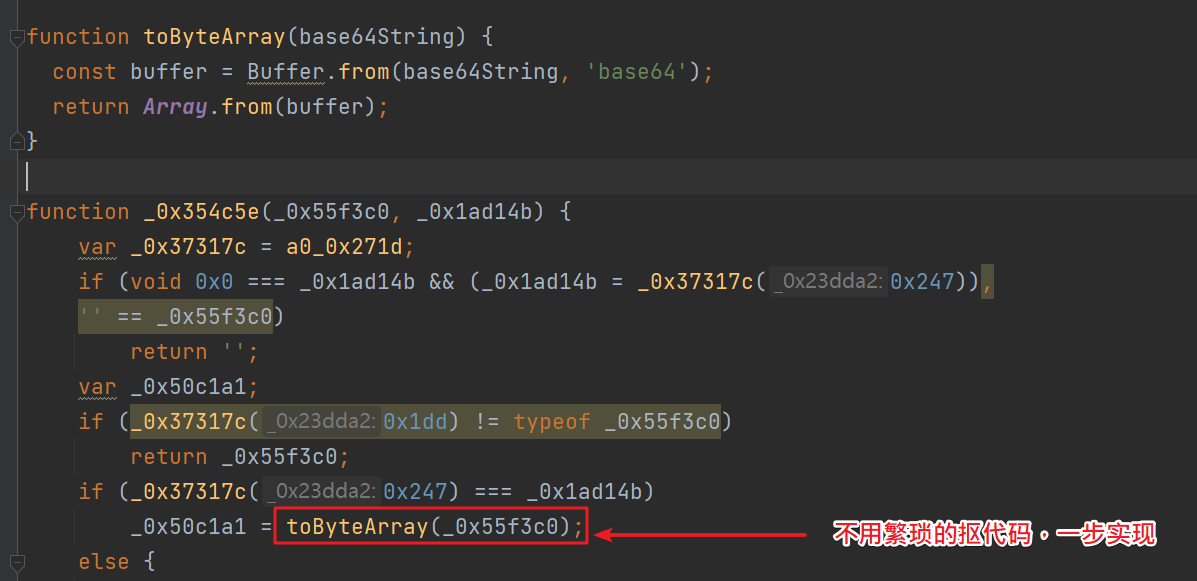 function toByteArray(base64String) {
const buffer = Buffer.from(base64String, 'base64');
return Array.from(buffer);
}
function _0x354c5e(_0x55f3c0, _0x1ad14b) {
var _0x37317c = a0_0x271d;
if (void 0x0 === _0x1ad14b && (_0x1ad14b = _0x37317c( _0x23dda2: 0x247)),
'' == _0x55f3c0)
return '';
var _0x50c1a1;
if (_0x37317c( _0x23dda2: 0x1dd) != typeof _0x55f3c0)
return _0x55f3c0;
if (_0x37317c( _0x23dda2: 0x247) === _0x1ad14b)
_0x50c1a1 = toByteArray(_0x55f3c0);
不用繁琐的抠代码，一步实现
else {